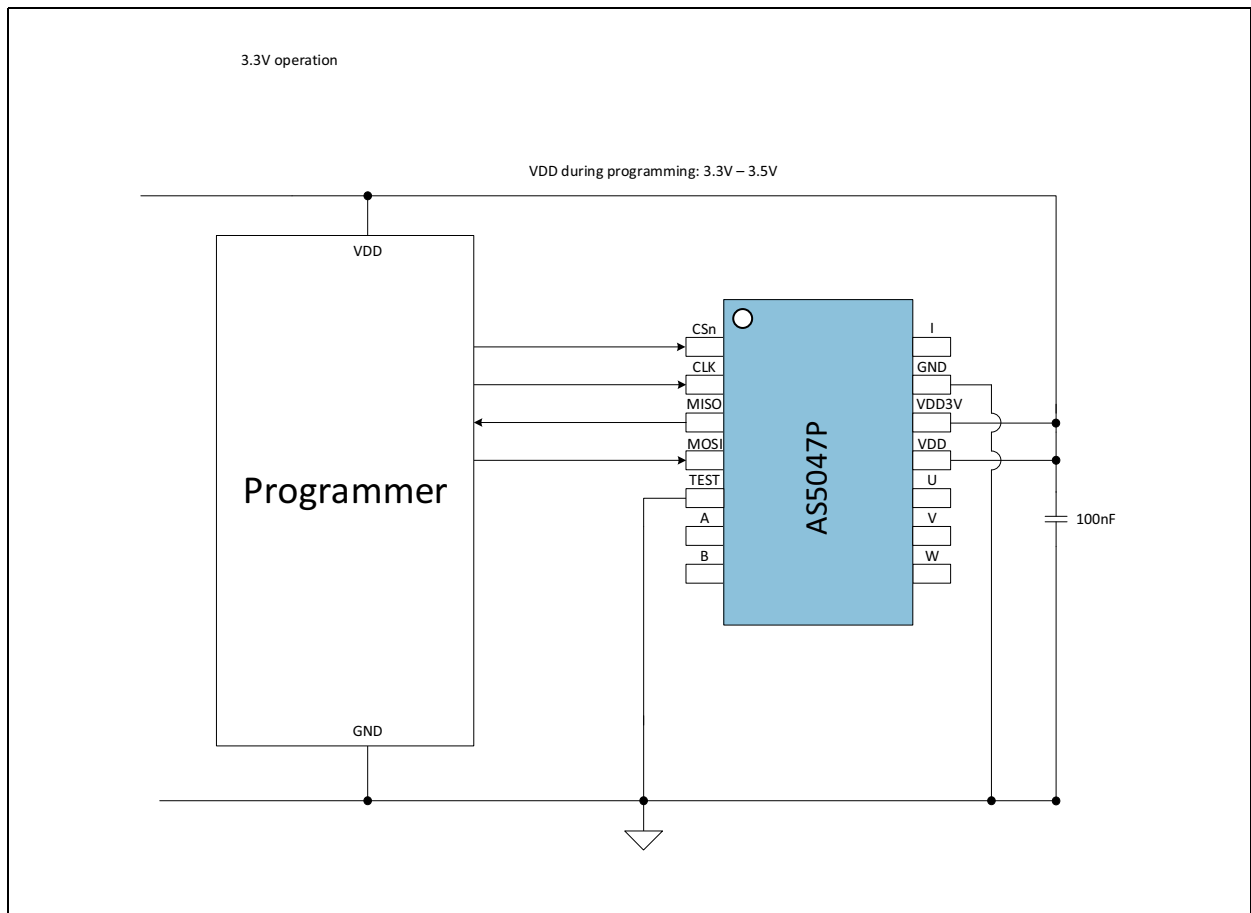 3.3V operation
VDD during programming: 3.3V – 3.5V
VDD
Programmer
GND
CSn
CLK
MISO
MOSI
TEST
A
B
AS5047P
I
GND
VDD3V
VDD
U
V
W
100nF